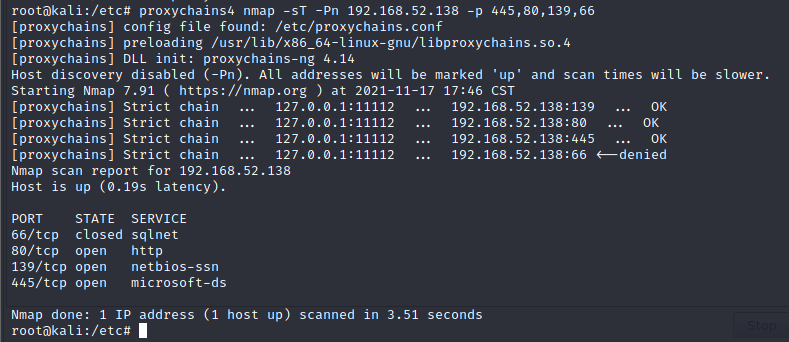 root@kali:/etc# proxychains4 nmap -sT -Pn 192.168.52.138 -p 445,80,139,66
[proxychains] config file found: /etc/proxychains.conf
[proxychains] preloading /usr/lib/x86_64-linux-gnu/libproxychains.so.4
[proxychains] DLL init: proxychains-ng 4.14
Host discovery disabled (-Pn). All addresses will be marked 'up' and scan times will be slower.
Starting Nmap 7.91 ( https://nmap.org ) at 2021-11-17 17:46 CST
[proxychains] Strict chain  ...  127.0.0.1:11112  ...  192.168.52.138:139  ...  OK
[proxychains] Strict chain  ...  127.0.0.1:11112  ...  192.168.52.138:80  ...  OK
[proxychains] Strict chain  ...  127.0.0.1:11112  ...  192.168.52.138:445  ...  OK
[proxychains] Strict chain  ...  127.0.0.1:11112  ...  192.168.52.138:66 <--denied
Nmap scan report for 192.168.52.138
Host is up (0.19s latency).
PORT    STATE  SERVICE
66/tcp  closed sqlnet
80/tcp  open   http
139/tcp open   netbios-ssn
445/tcp open   microsoft-ds
Nmap done: 1 IP address (1 host up) scanned in 3.51 seconds
root@kali:/etc#
Stop